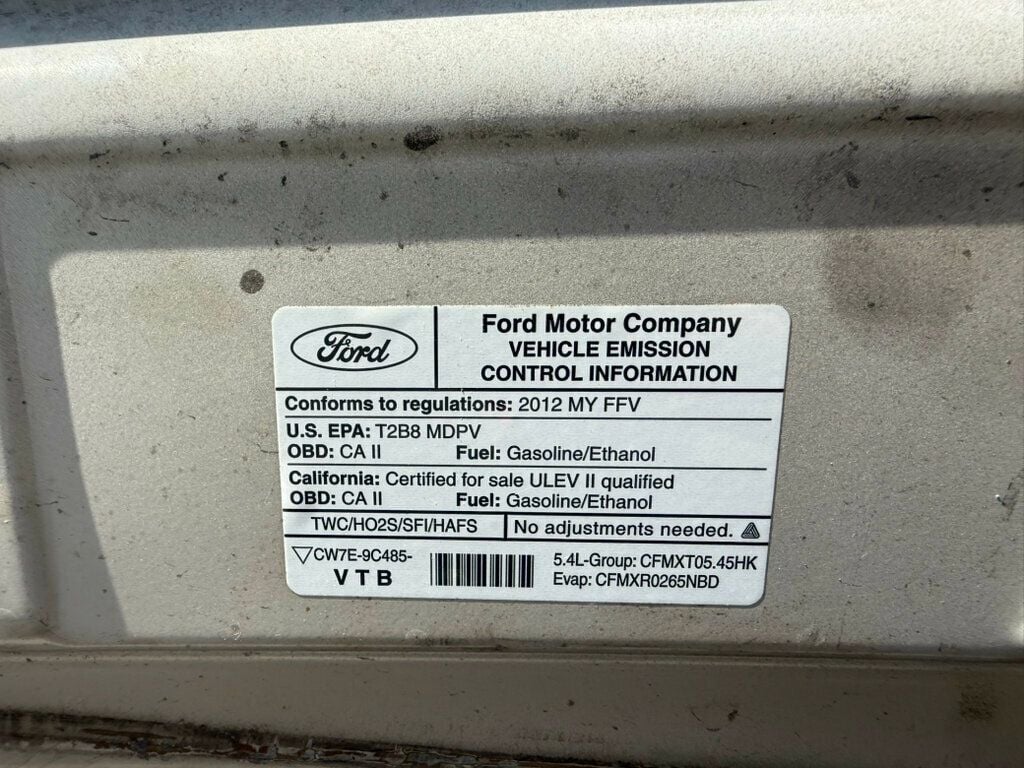 Ford
Ford Motor Company
VEHICLE EMISSION
CONTROL INFORMATION
Conforms to regulations: 2012 MY FFV
U.S. EPA: T2B8 MDPV
OBD: CA II Fuel: Gasoline/Ethanol
California: Certified for sale ULEV II qualified
OBD: CA II Fuel: Gasoline/Ethanol
TWC/HO2S/SFI/HAFS No adjustments needed.
▽CW7E-9C485- 5.4L-Group: CFMXT05.45HK
V T B Evap: CFMXR0265NBD